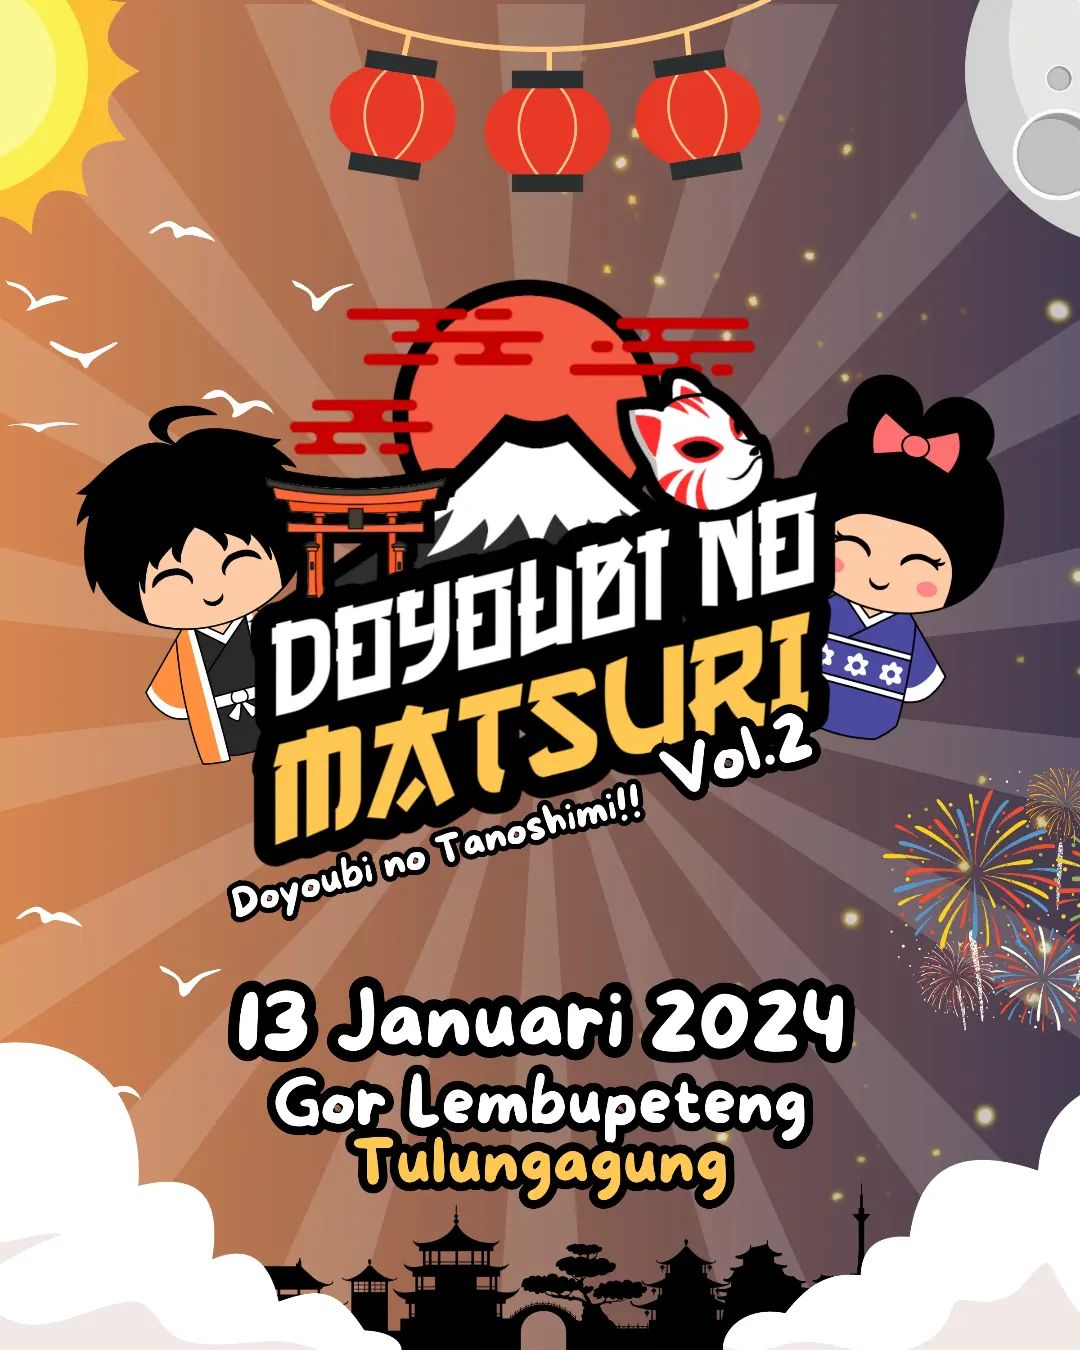 DOYOUBI NO
MATSURI
Vol.2
Doyoubi no Tanoshimi!!
13 Januari 2024
Gor Lembupeteng
Tulungagung